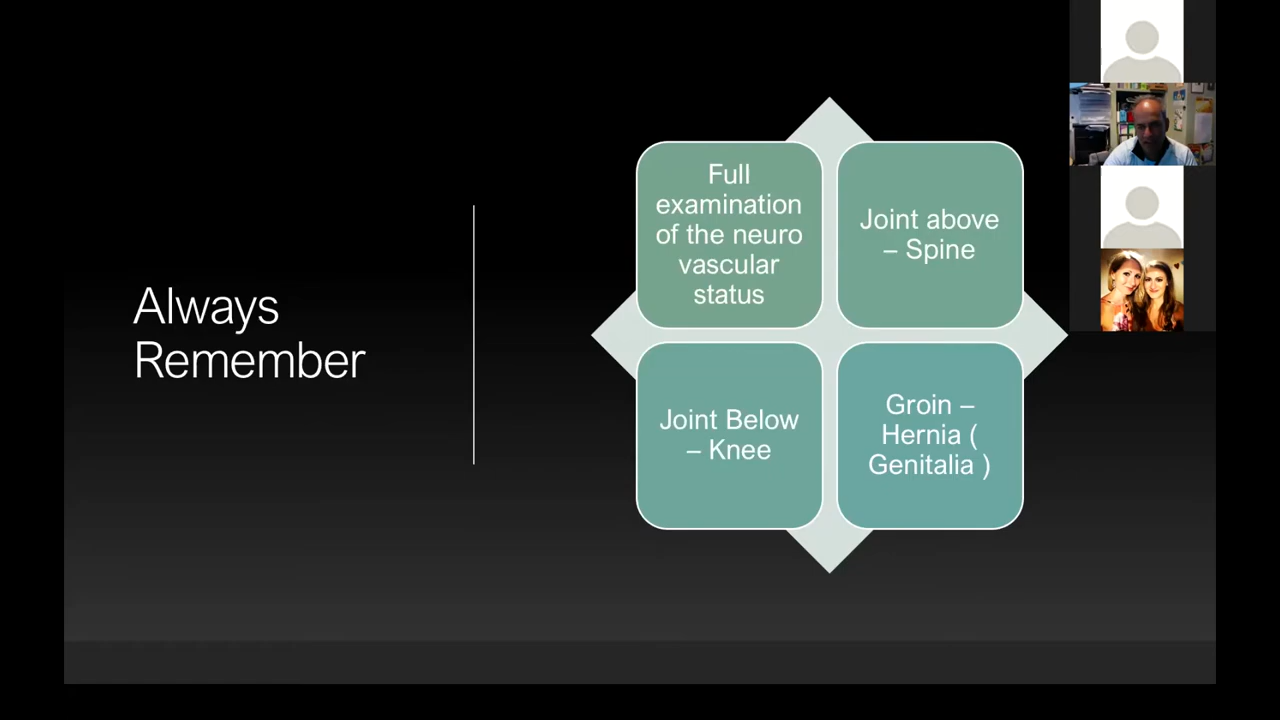 Always
Remember
Full
examination
of the neuro
vascular
status
Joint above
– Spine
Joint Below
– Knee
Groin –
Hernia (
Genitalia )